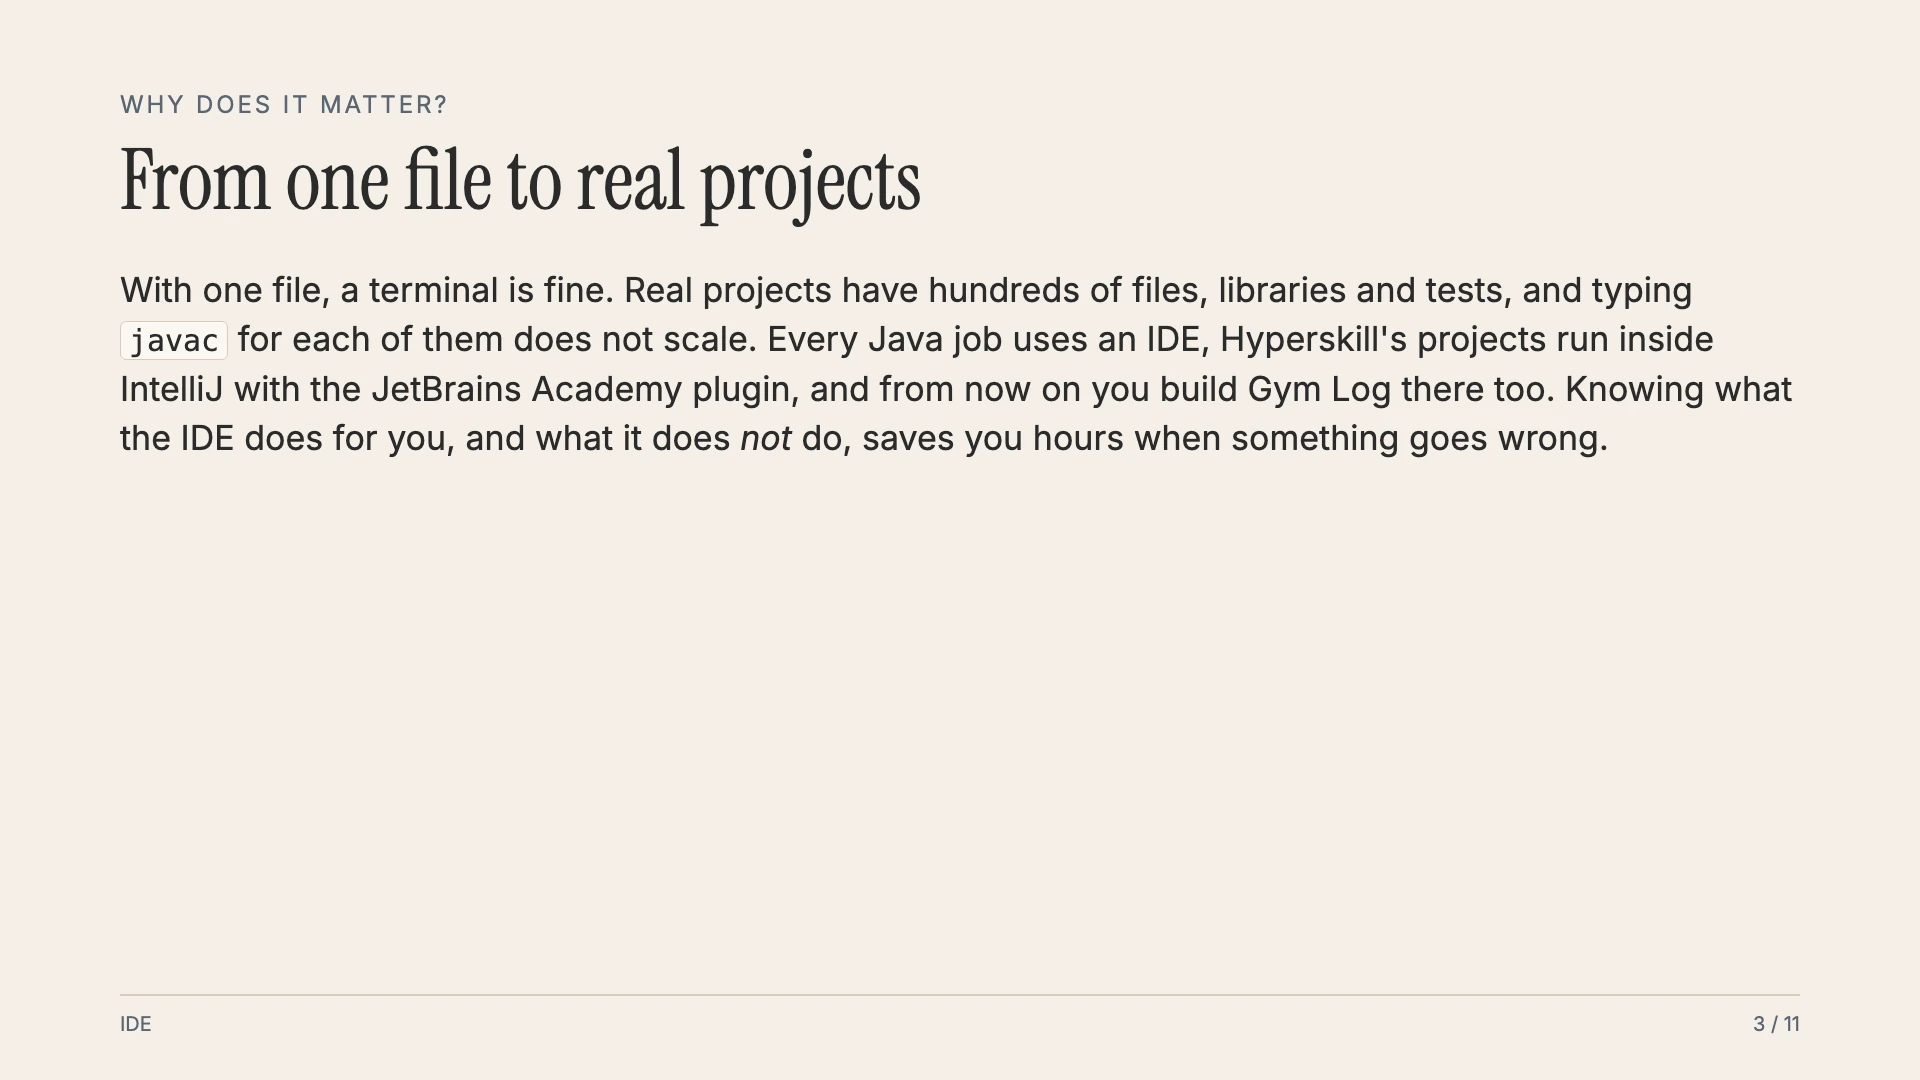 WHY DOES IT MATTER?
From one file to real projects
With one file, a terminal is fine. Real projects have hundreds of files, libraries and tests, and typing
javac for each of them does not scale. Every Java job uses an IDE, Hyperskill's projects run inside
IntelliJ with the JetBrains Academy plugin, and from now on you build Gym Log there too. Knowing what
the IDE does for you, and what it does not do, saves you hours when something goes wrong.
IDE
3 / 11